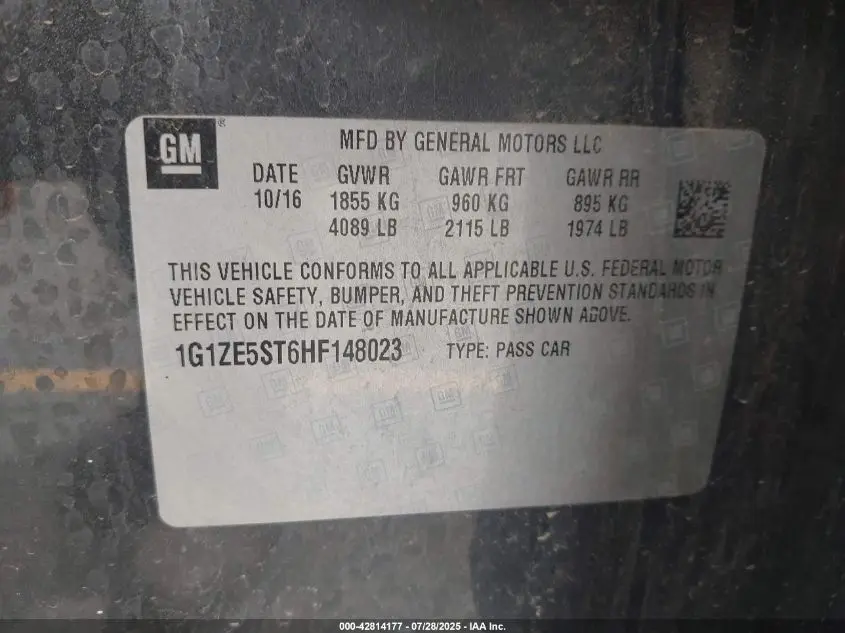 GM
MFD BY GENERAL MOTORS LLC
DATE GVWR GAWR FRT GAWR RR
10/16 1855 KG 960 KG 895 KG
4089 LB 2115 LB 1974 LB
THIS VEHICLE CONFORMS TO ALL APPLICABLE U.S. FEDERAL MOTOR
VEHICLE SAFETY, BUMPER, AND THEFT PREVENTION STANDARDS IN
EFFECT ON THE DATE OF MANUFACTURE SHOWN ABOVE.
1G1ZE5ST6HF148023 TYPE: PASS CAR
000-42814177 | 07/28/2025 | IAA Inc.